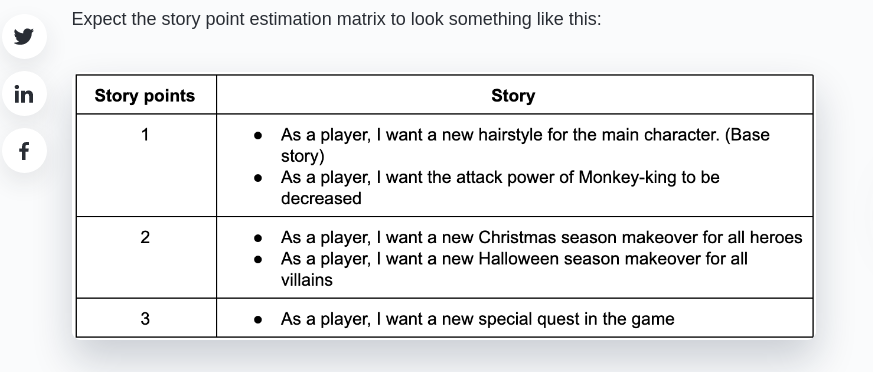 Expect the story point estimation matrix to look something like this:
Story points
Story
1
● As a player, I want a new hairstyle for the main character. (Base
story)
● As a player, I want the attack power of Monkey-king to be
decreased
2
● As a player, I want a new Christmas season makeover for all heroes
● As a player, I want a new Halloween season makeover for all
villains
3
● As a player, I want a new special quest in the game
in
f